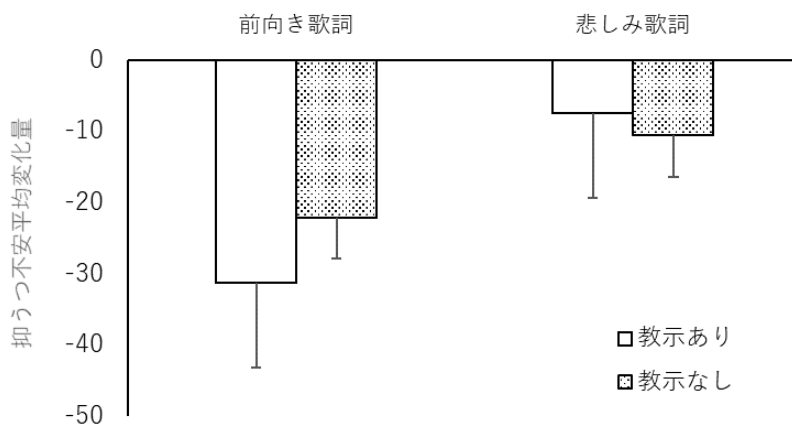 前向き歌詞
悲しみ歌詞
抑うつ不安平均変化量
0
-10
-20
-30
-40
-50
教示あり
教示なし